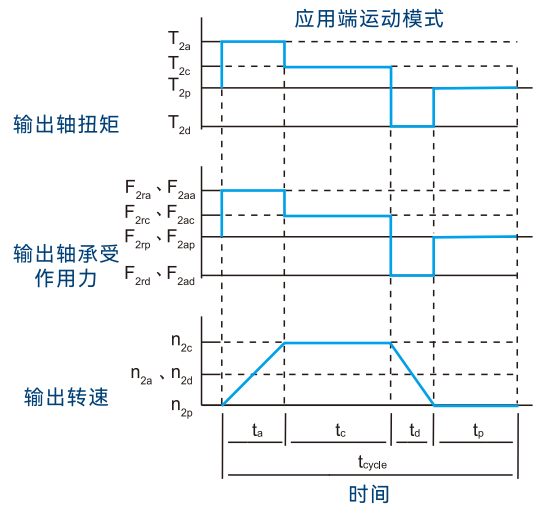 应用端运动模式
T2a
T2c
T2p
输出轴扭矩
T2d
F2ra、F2aa
F2rc、F2ac
F2rp、F2ap
输出轴承受
作用力
F2rd、F2ad
n2c
n2a、n2d
输出转速
n2p
ta tc td tp
tcycle
时间